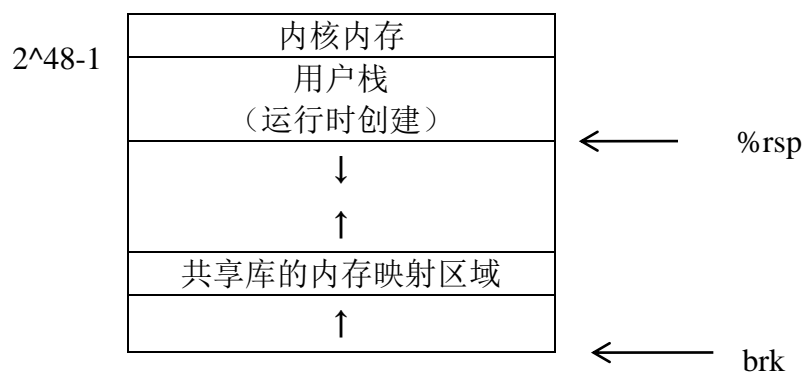 内核内存
2^48-1
用户栈
（运行时创建）
%rsp
↓
↑
共享库的内存映射区域
↑
brk